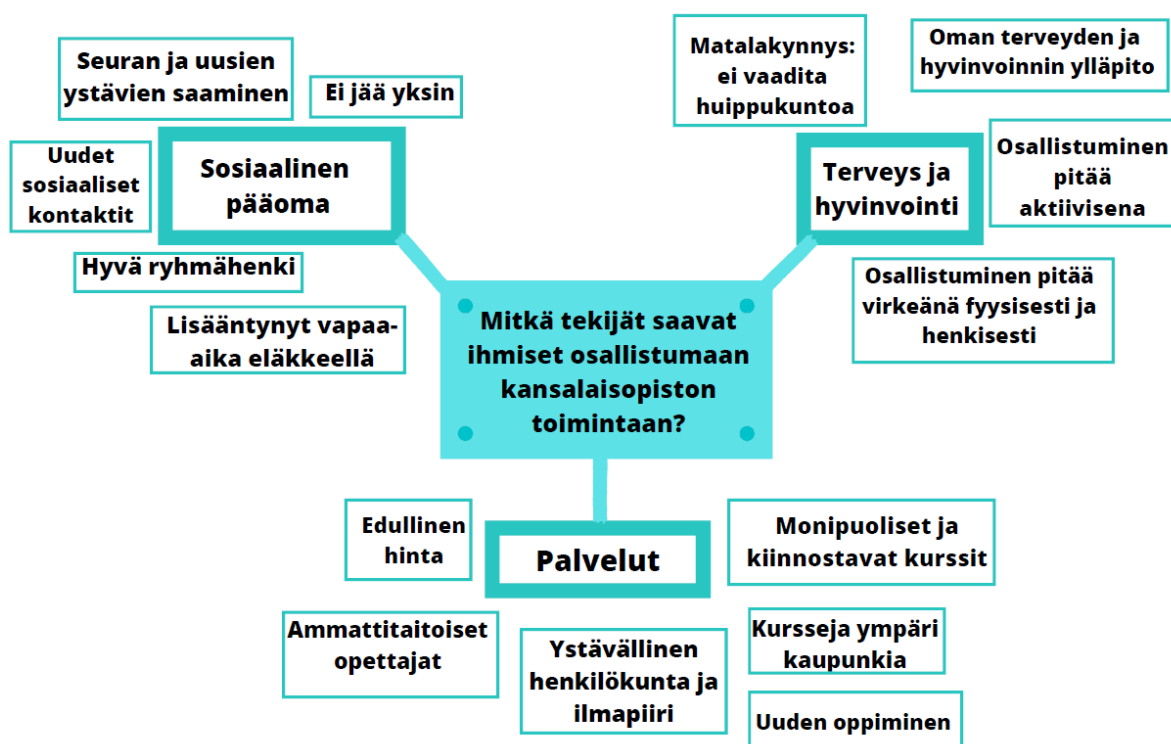 Seuran ja uusien
ystävien saaminen
Ei jää yksin
Uudet
sosiaaliset
kontaktit
Sosiaalinen
pääoma
Hyvä ryhmähenki
Lisääntynyt vapaa-
aika eläkkeellä
Matalakynnys:
ei vaadita
huippukuntoa
Oman terveyden ja
hyvinvoinnin ylläpito
Terveys ja
hyvinvointi
Osallistuminen
pitää
aktiivisena
Osallistuminen pitää
virkeänä fyysisesti ja
henkisesti
Mitkä tekijät saavat
ihmiset osallistumaan
kansalaisopiston
toimintaan?
Edullinen
hinta
Palvelut
Monipuoliset ja
kiinnostavat kurssit
Ammattitaitoiset
opettajat
Ystävällinen
henkilökunta ja
ilmapiiri
Kursseja ympäri
kaupunkia
Uuden oppiminen